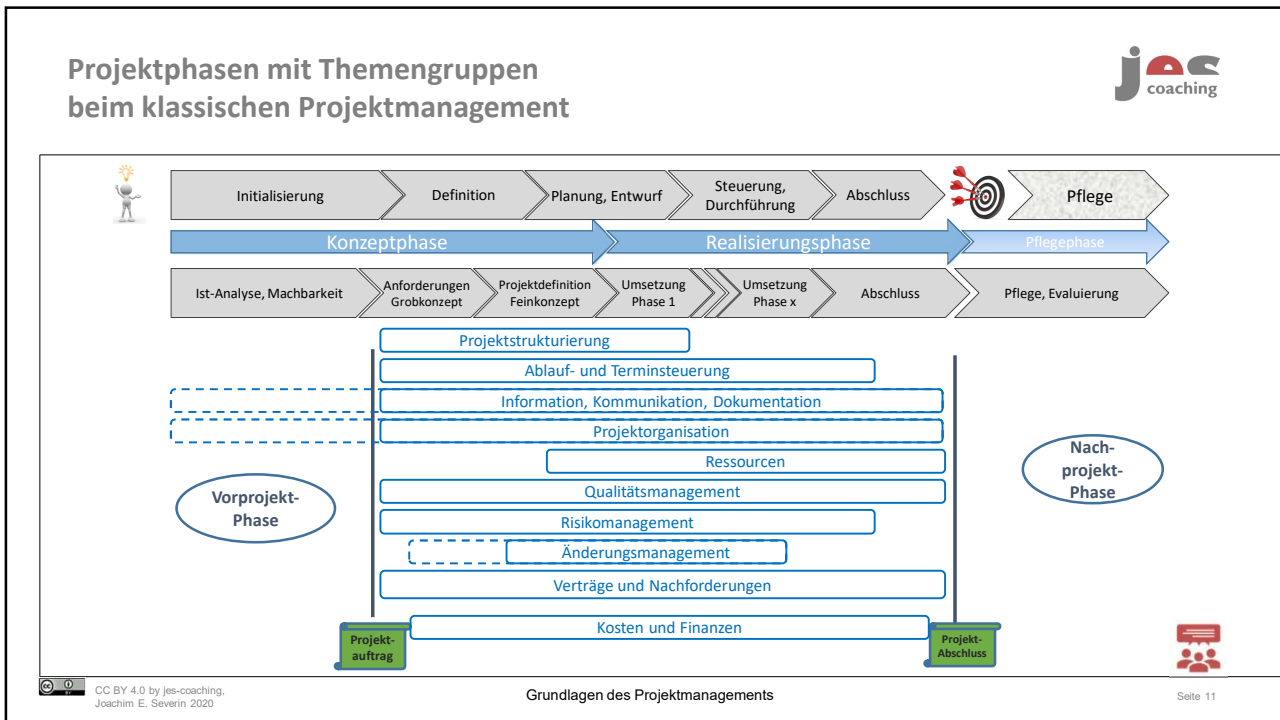 Projektphasen mit Themengruppen
beim klassischen Projektmanagement
jes
coaching
Initialisierung
Definition
Planung, Entwurf
Steuerung,
Durchführung
Abschluss
Pflege
Konzeptphase
Realisierungsphase
Pflegephase
Ist-Analyse, Machbarkeit
Anforderungen
Grobkonzept
Projektdefinition
Feinkonzept
Umsetzung
Phase 1
Umsetzung
Phase x
Abschluss
Pflege, Evaluierung
Projektstrukturierung
Ablauf- und Terminsteuerung
Information, Kommunikation, Dokumentation
Projektorganisation
Ressourcen
Qualitätsmanagement
Risikomanagement
Änderungsmanagement
Verträge und Nachforderungen
Kosten und Finanzen
Vorprojekt-
Phase
Nach-
projekt-
Phase
Projekt-
auftrag
Projekt-
Abschluss
cc
BY
CC BY 4.0 by jes-coaching,
Joachim E. Severin 2020
Grundlagen des Projektmanagements
Seite 11